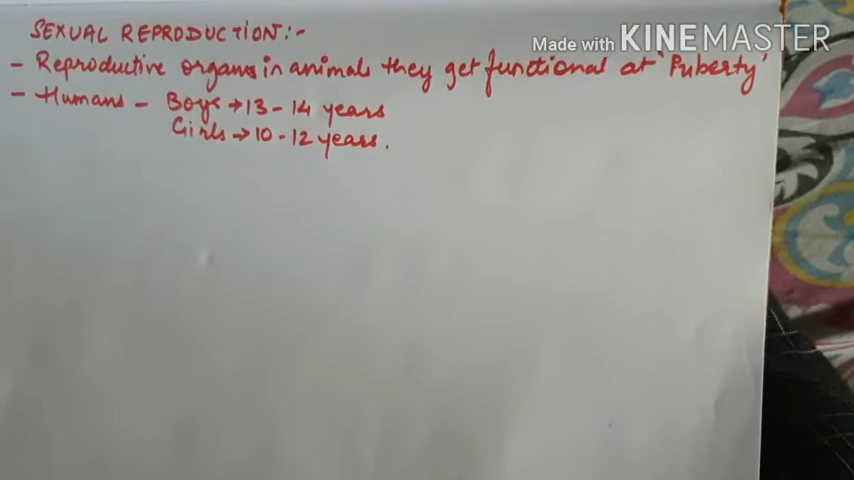 SEXUAL REPRODUCTION:-
Made with KINEMASTER
- Reproductive organs in animals they get functional at 'Puberty'
- Humans - Boys → 13 - 14 years
Girls → 10 - 12 years.